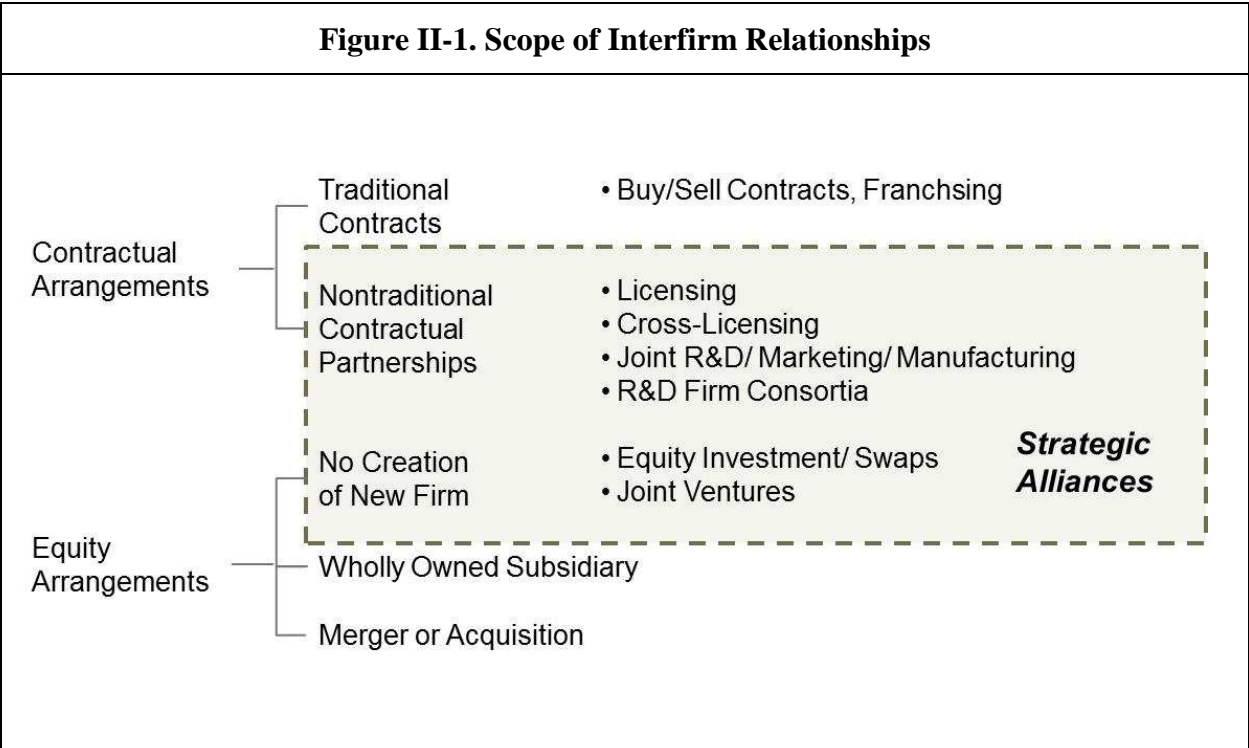 Figure II-1. Scope of Interfirm Relationships
Traditional
Contracts
• Buy/Sell Contracts, Franchsing
Contractual
Arrangements
Nontraditional
Contractual
Partnerships
• Licensing
• Cross-Licensing
• Joint R&D/ Marketing/ Manufacturing
• R&D Firm Consortia
No Creation
of New Firm
• Equity Investment/ Swaps
• Joint Ventures
Strategic
Alliances
Equity
Arrangements
Wholly Owned Subsidiary
Merger or Acquisition